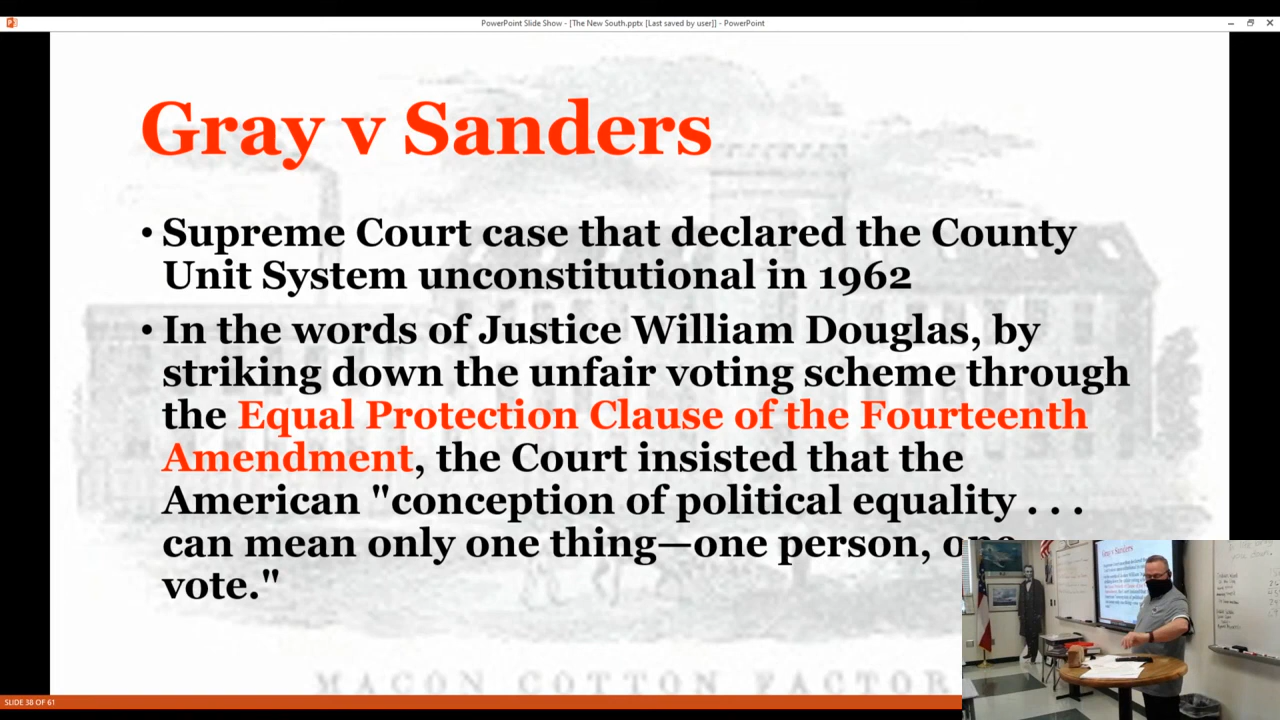 PowerPoint Slide Show - [The New South.pptx [Last saved by user]] - PowerPoint
Gray v Sanders
• Supreme Court case that declared the County
Unit System unconstitutional in 1962
• In the words of Justice William Douglas, by
striking down the unfair voting scheme through
the Equal Protection Clause of the Fourteenth
Amendment, the Court insisted that the
American "conception of political equality . . .
can mean only one thing—one person, one
vote."
MACON COTTON FACTOR
SLIDE 38 OF 61
Gray v Sanders